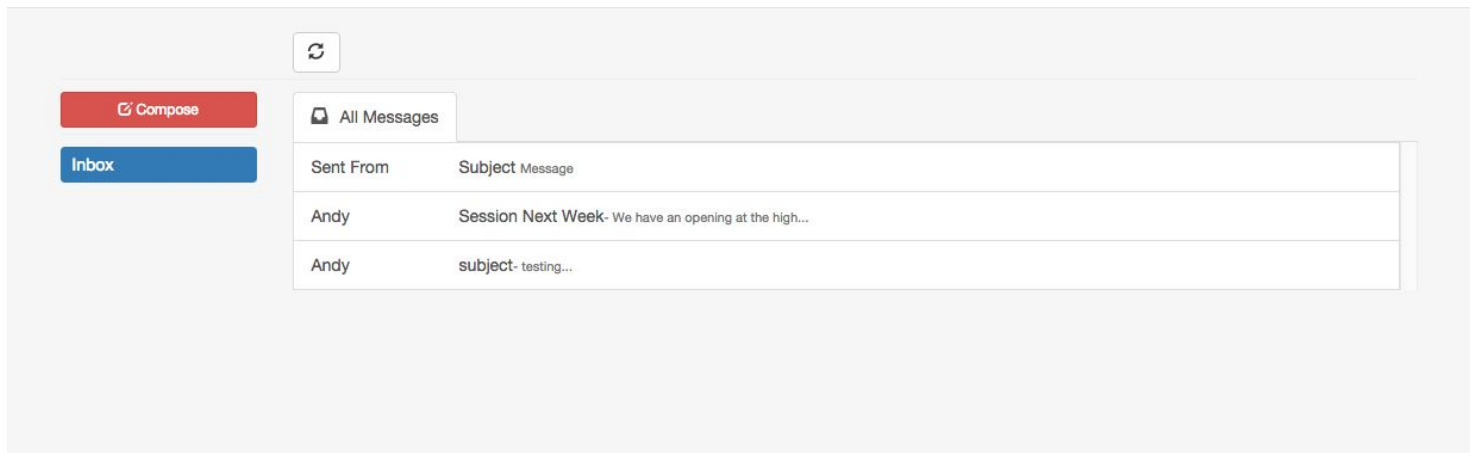 Compose
All Messages
Inbox
Sent From Subject Message
Andy Session Next Week- We have an opening at the high...
Andy subject- testing...